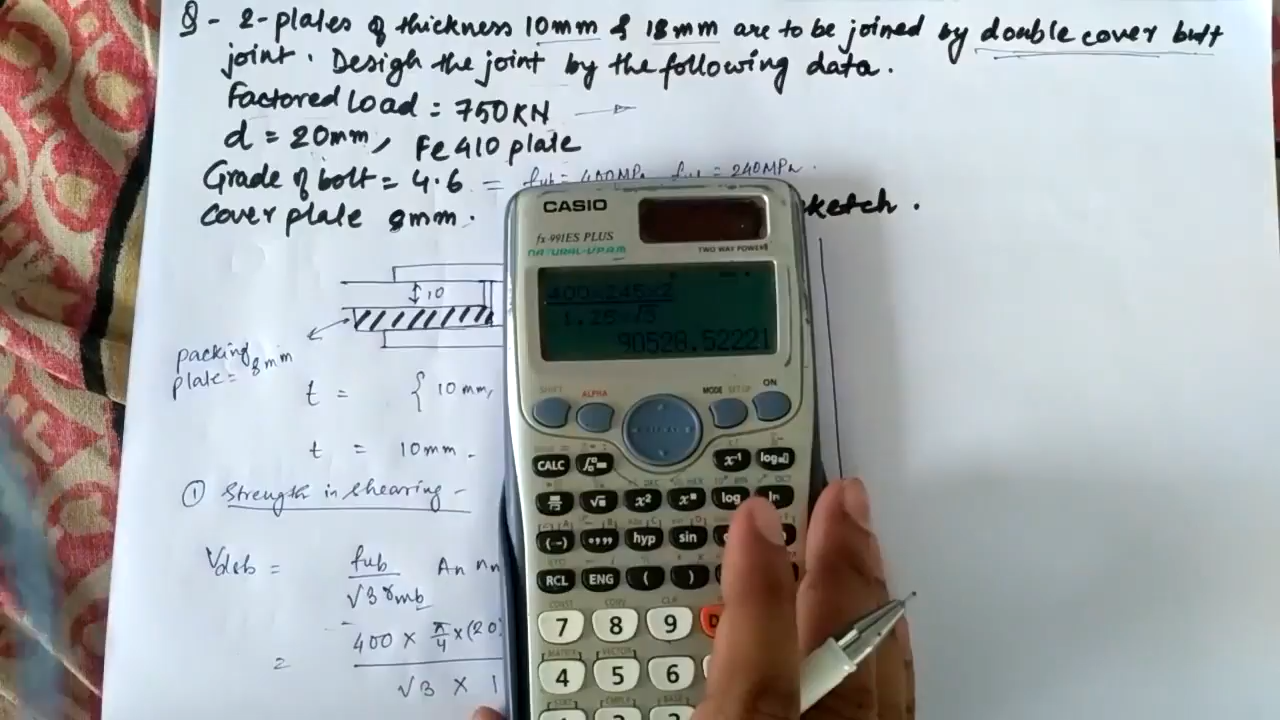 Q - 2 - plates of thickness 10mm & 18mm are to be joined by double cover butt
joint. Design the joint by the following data.
Factored Load = 750KN
d = 20mm, Fe 410 plate
Grade of bolt = 4.6 = fub = 400MPa fyb = 240MPa.
Cover plate 8mm. sketch.
10
packing
plate = 8mm
t = { 10mm,
t = 10mm.
① Strength in Shearing -
Vdsb = fub An nn
√3 γmb
= 400 × π/4 × (20)
√3 × 1
CASIO
fx-991ES PLUS
NATURAL-V.P.A.M.
TWO WAY POWER
400×245×2
1.25×√3
90528.52221
SHIFT ALPHA MODE SETUP ON
CALC x⁻¹ log
x² log ln
(-) hyp sin
RCL ENG ( )
7 8 9
4 5 6